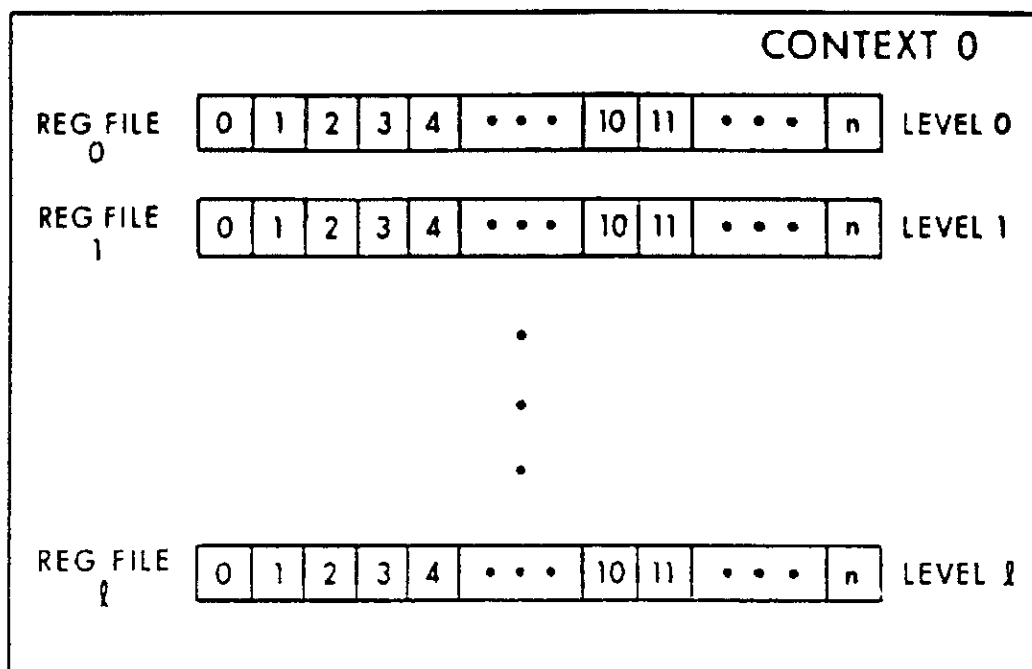 CONTEXT 0
REG FILE 0 0 1 2 3 4 • • • 10 11 • • • n LEVEL 0
REG FILE 1 0 1 2 3 4 • • • 10 11 • • • n LEVEL 1
•
•
•
REG FILE ℓ 0 1 2 3 4 • • • 10 11 • • • n LEVEL ℓ